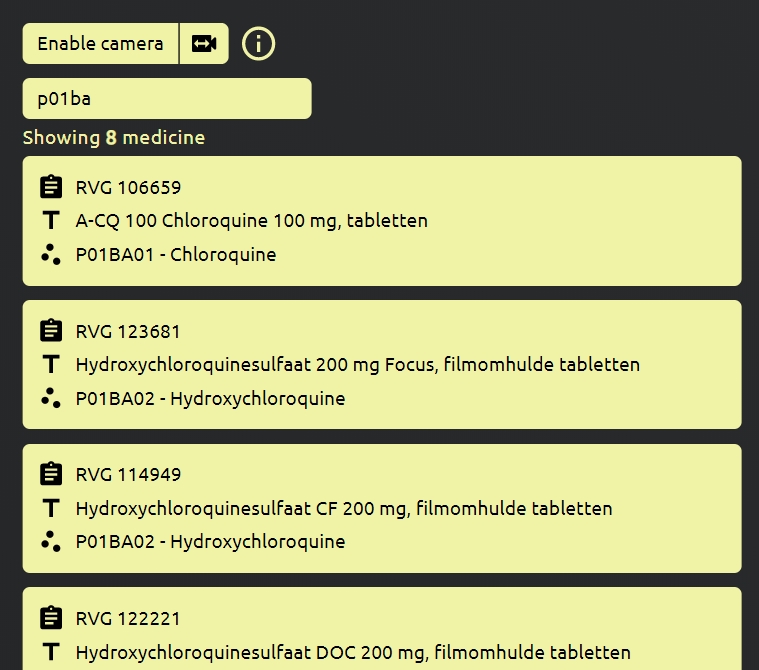 Enable camera
p01ba
Showing 8 medicine
RVG 106659
A-CQ 100 Chloroquine 100 mg, tabletten
P01BA01 - Chloroquine
RVG 123681
Hydroxychloroquinesulfaat 200 mg Focus, filmomhulde tabletten
P01BA02 - Hydroxychloroquine
RVG 114949
Hydroxychloroquinesulfaat CF 200 mg, filmomhulde tabletten
P01BA02 - Hydroxychloroquine
RVG 122221
Hydroxychloroquinesulfaat DOC 200 mg, filmomhulde tabletten